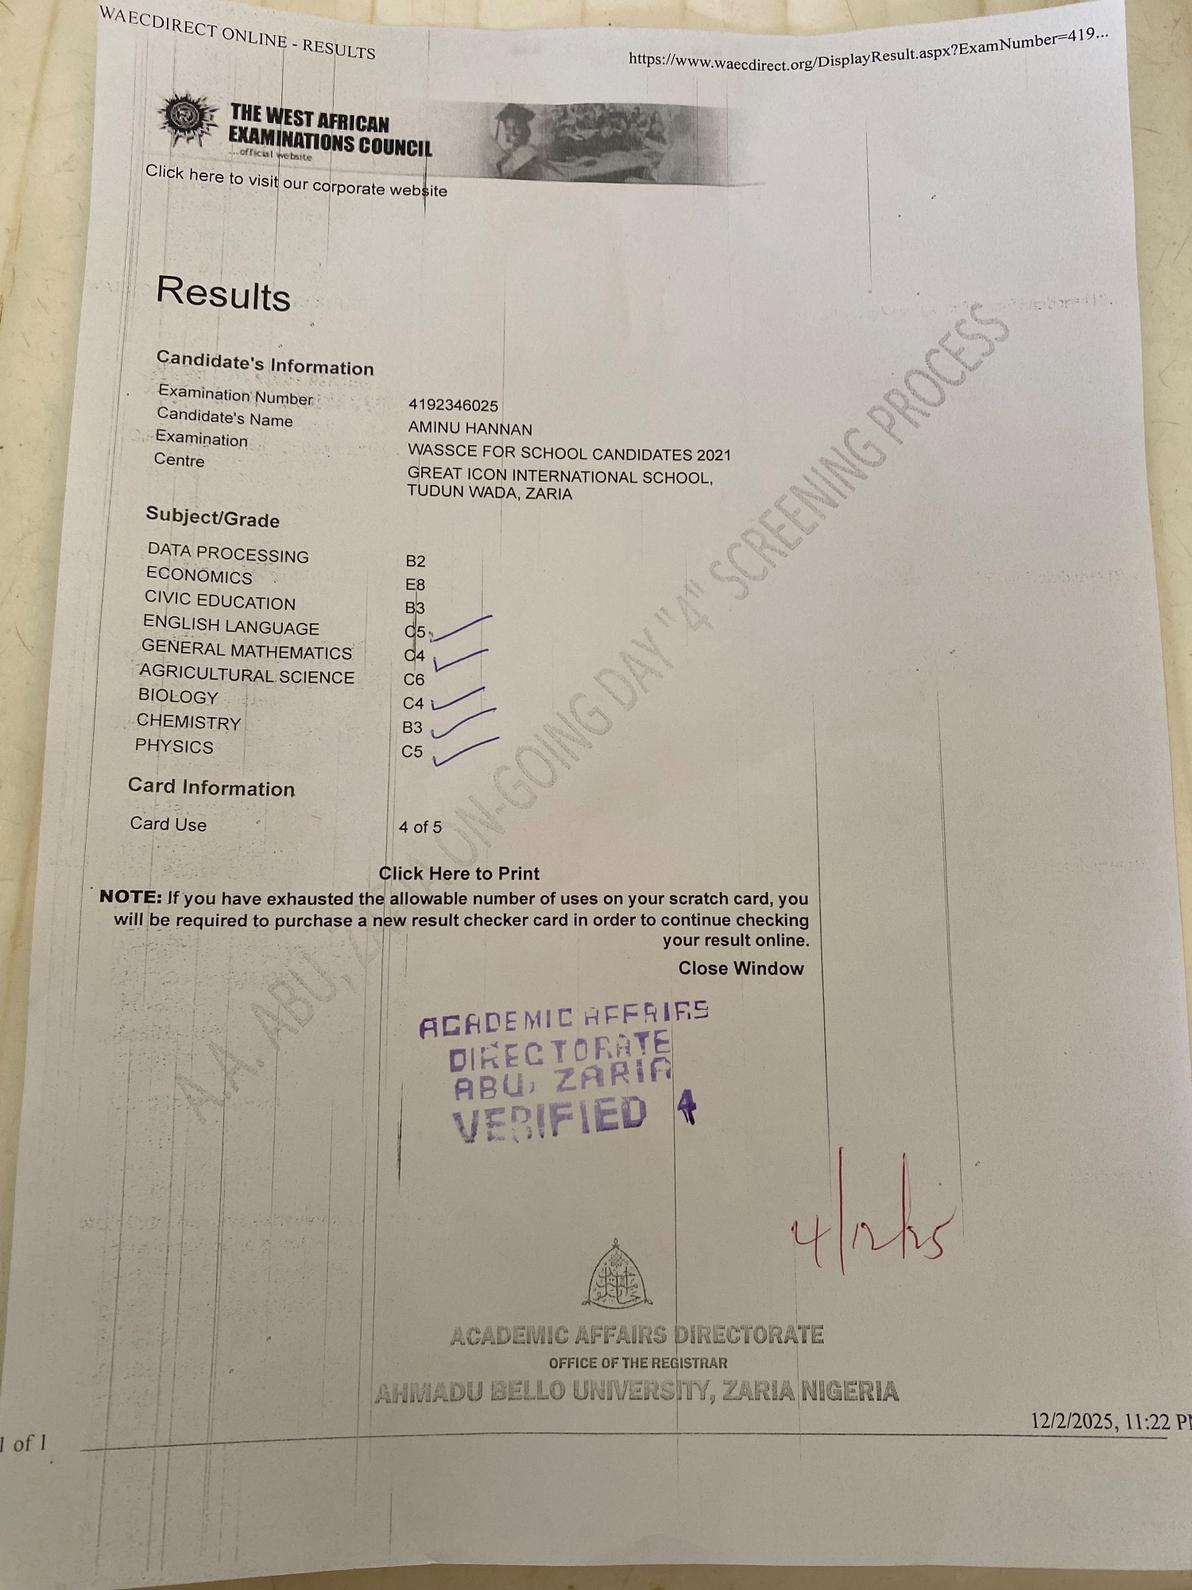 WAECDIRECT ONLINE - RESULTS
https://www.waecdirect.org/DisplayResult.aspx?ExamNumber=419...
THE WEST AFRICAN
EXAMINATIONS COUNCIL
...official website
Click here to visit our corporate website
Results
Candidate's Information
Examination Number 4192346025
Candidate's Name AMINU HANNAN
Examination WASSCE FOR SCHOOL CANDIDATES 2021
Centre GREAT ICON INTERNATIONAL SCHOOL,
TUDUN WADA, ZARIA
Subject/Grade
DATA PROCESSING B2
ECONOMICS E8
CIVIC EDUCATION B3
ENGLISH LANGUAGE C5
GENERAL MATHEMATICS C4
AGRICULTURAL SCIENCE C6
BIOLOGY C4
CHEMISTRY B3
PHYSICS C5
Card Information
Card Use 4 of 5
Click Here to Print
NOTE: If you have exhausted the allowable number of uses on your scratch card, you
will be required to purchase a new result checker card in order to continue checking
your result online.
Close Window
A.A. ABU, ZARIA ON-GOING DAY "4" SCREENING PROCESS
ACADEMIC AFFAIRS
DIRECTORATE
ABU, ZARIA
VERIFIED 4
4/12/25
ACADEMIC AFFAIRS DIRECTORATE
OFFICE OF THE REGISTRAR
AHMADU BELLO UNIVERSITY, ZARIA NIGERIA
1 of 1
12/2/2025, 11:22 PM